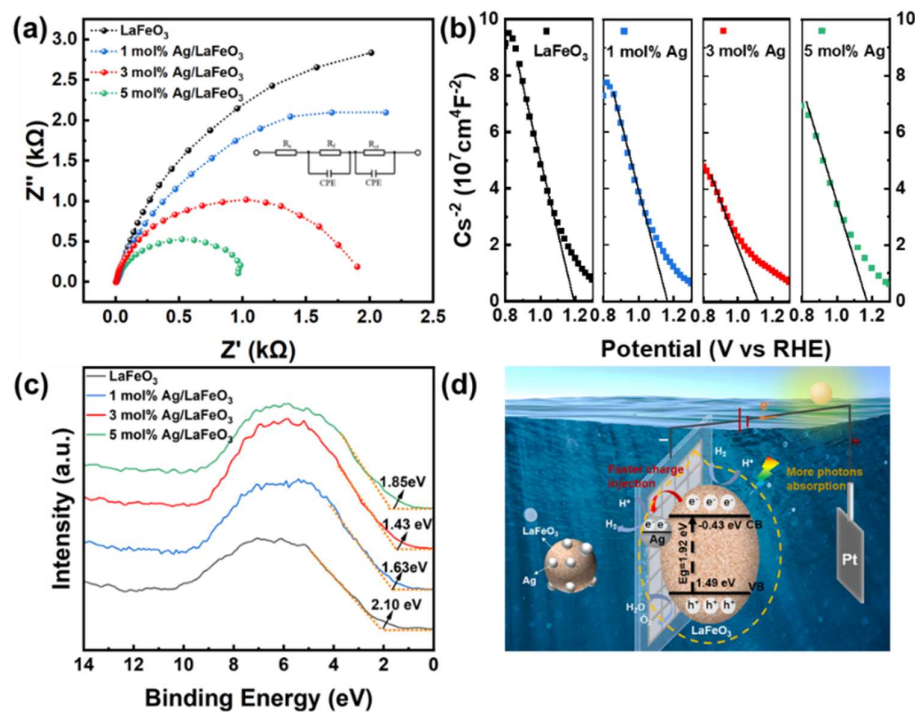 (a)
LaFeO₃
1 mol% Ag/LaFeO₃
3 mol% Ag/LaFeO₃
5 mol% Ag/LaFeO₃
3.0
2.5
2.0
1.5
1.0
0.5
0.0
Z'' (kΩ)
CPE
CPE
0.0 0.5 1.0 1.5 2.0 2.5
Z' (kΩ)
(b)
LaFeO₃
1 mol% Ag
3 mol% Ag
5 mol% Ag
10
8
6
4
2
0
Cs⁻² (10⁷cm⁴F⁻²)
10
8
6
4
2
0
0.8 1.0 1.2 0.8 1.0 1.2 0.8 1.0 1.2 0.8 1.0 1.2
Potential (V vs RHE)
(c)
LaFeO₃
1 mol% Ag/LaFeO₃
3 mol% Ag/LaFeO₃
5 mol% Ag/LaFeO₃
Intensity (a.u.)
1.85eV
1.43 eV
1.63eV
2.10 eV
14 12 10 8 6 4 2 0
Binding Energy (eV)
(d)
−
+
H₂
H⁺
Faster charge
injection
More photons
absorption
H⁺
H₂
e⁻ e⁻ e⁻
e⁻ e⁻
Ag
-0.43 eV CB
Eg=1.92 eV
1.49 eV VB
h⁺ h⁺ h⁺
LaFeO₃
H₂O
O₂
LaFeO₃
Ag
Pt